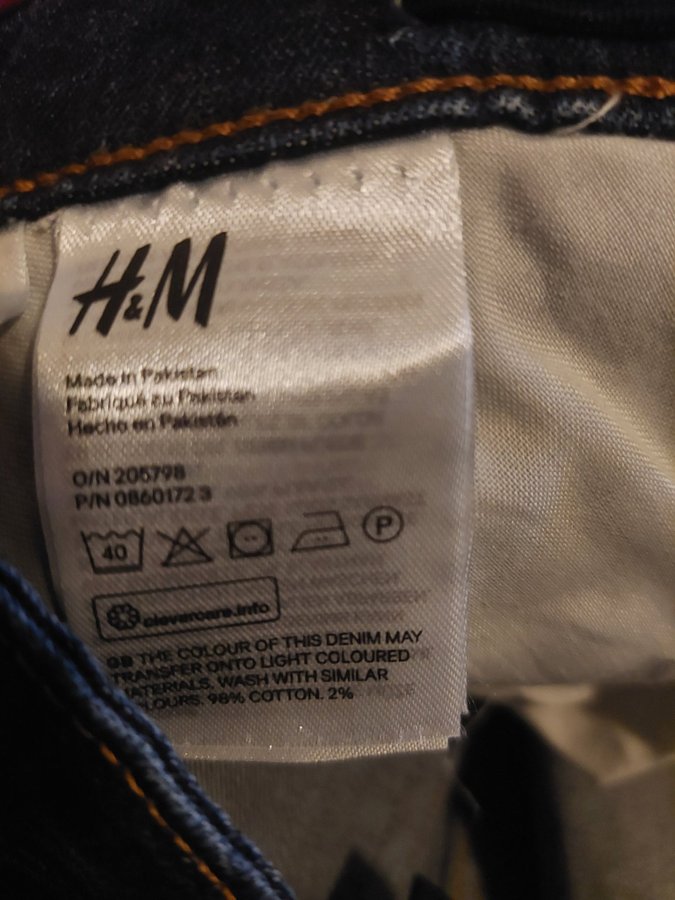 H&M
Made in Pakistan
Fabriqué au Pakistan
Hecho en Pakistán
O/N 205798
P/N 0860172 3
40
P
clevercare.info
GB THE COLOUR OF THIS DENIM MAY
TRANSFER ONTO LIGHT COLOURED
MATERIALS. WASH WITH SIMILAR
OLOURS. 98% COTTON. 2%